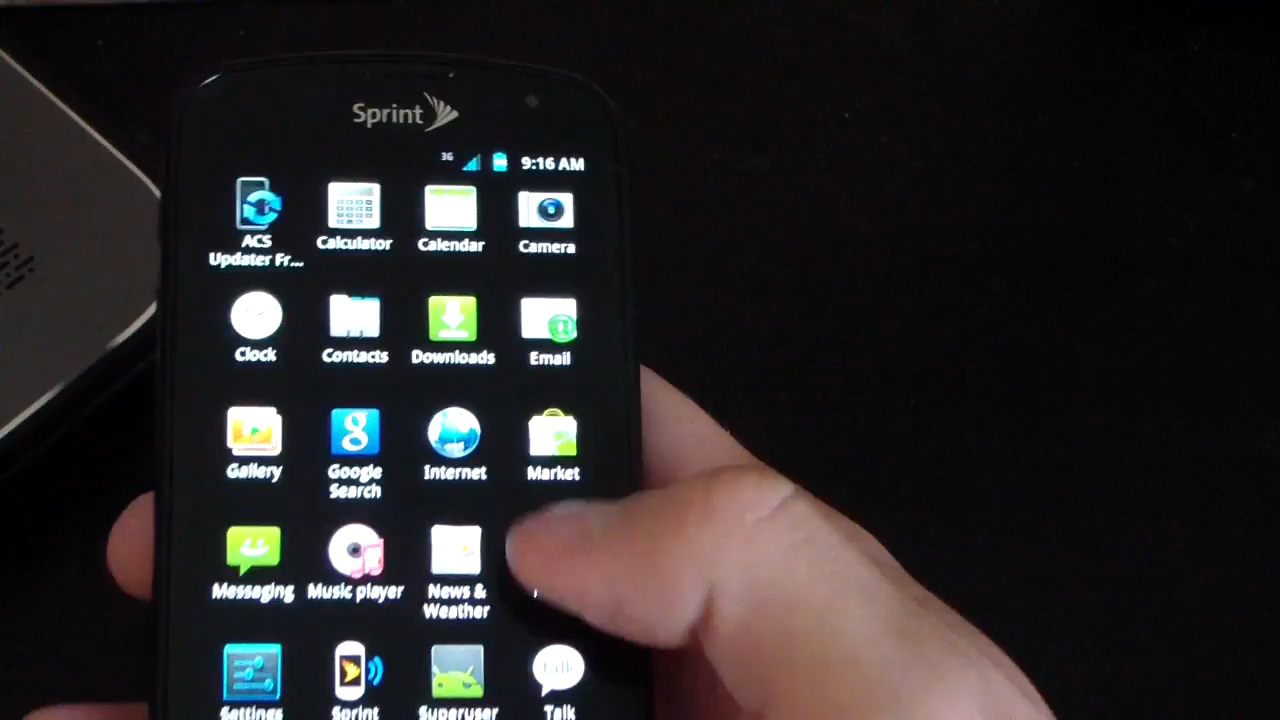 Sprint
3G 9:16 AM
ACS Updater Fr...
Calculator
Calendar
Camera
Clock
Contacts
Downloads
Email
Gallery
Google Search
Internet
Market
Messaging
Music player
News & Weather
Settings
Sprint
Superuser
Talk